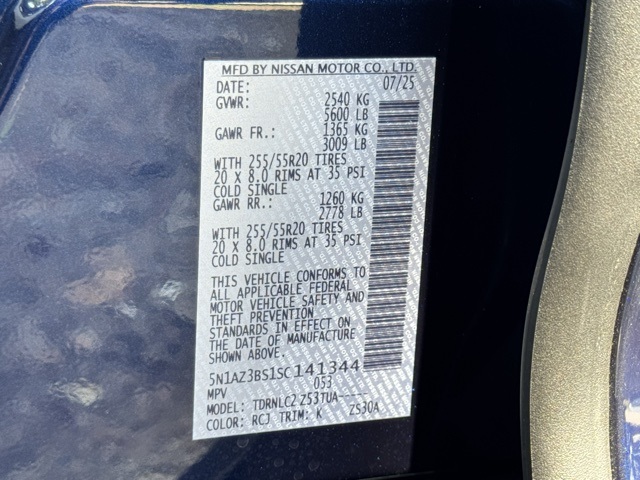 MFD BY NISSAN MOTOR CO., LTD.
DATE: 07/25
GVWR: 2540 KG
5600 LB
GAWR FR.: 1365 KG
3009 LB
WITH 255/55R20 TIRES
20 X 8.0 RIMS AT 35 PSI
COLD SINGLE
GAWR RR.: 1260 KG
2778 LB
WITH 255/55R20 TIRES
20 X 8.0 RIMS AT 35 PSI
COLD SINGLE
THIS VEHICLE CONFORMS TO
ALL APPLICABLE FEDERAL
MOTOR VEHICLE SAFETY AND
THEFT PREVENTION
STANDARDS IN EFFECT ON
THE DATE OF MANUFACTURE
SHOWN ABOVE.
5N1AZ3BS1SC141344
MPV 053
MODEL: TDRNLC2 Z53TUA-----
COLOR: RCJ TRIM: K Z530A